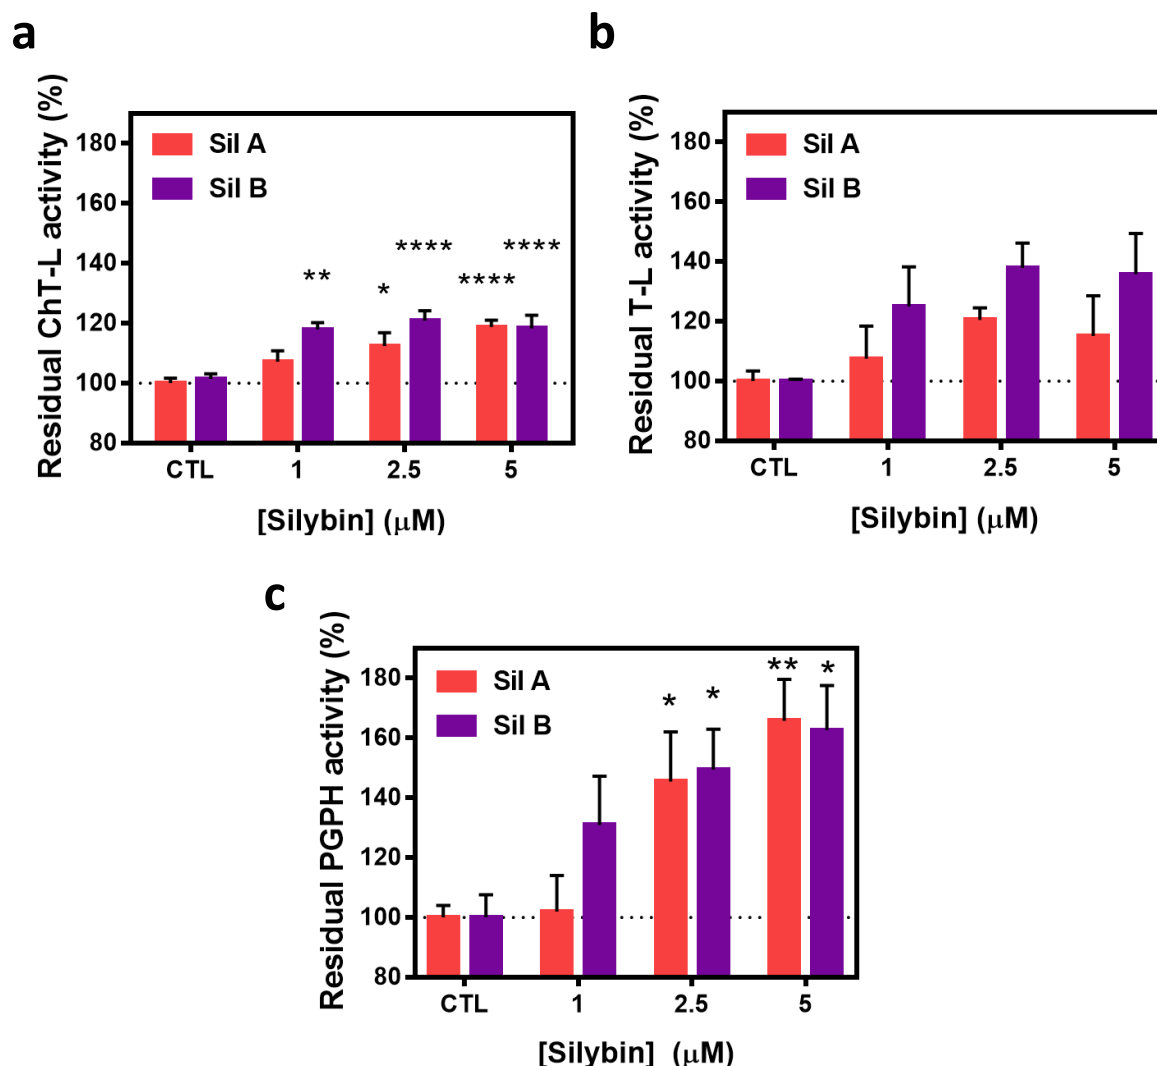 a
Residual ChT-L activity (%)
180
160
140
120
100
80
Sil A
Sil B
**
*
****
****
****
CTL
1
2.5
5
[Silybin] (μM)
b
Residual T-L activity (%)
180
160
140
120
100
80
Sil A
Sil B
CTL
1
2.5
5
[Silybin] (μM)
c
Residual PGPH activity (%)
180
160
140
120
100
80
Sil A
Sil B
*
*
**
*
CTL
1
2.5
5
[Silybin] (μM)